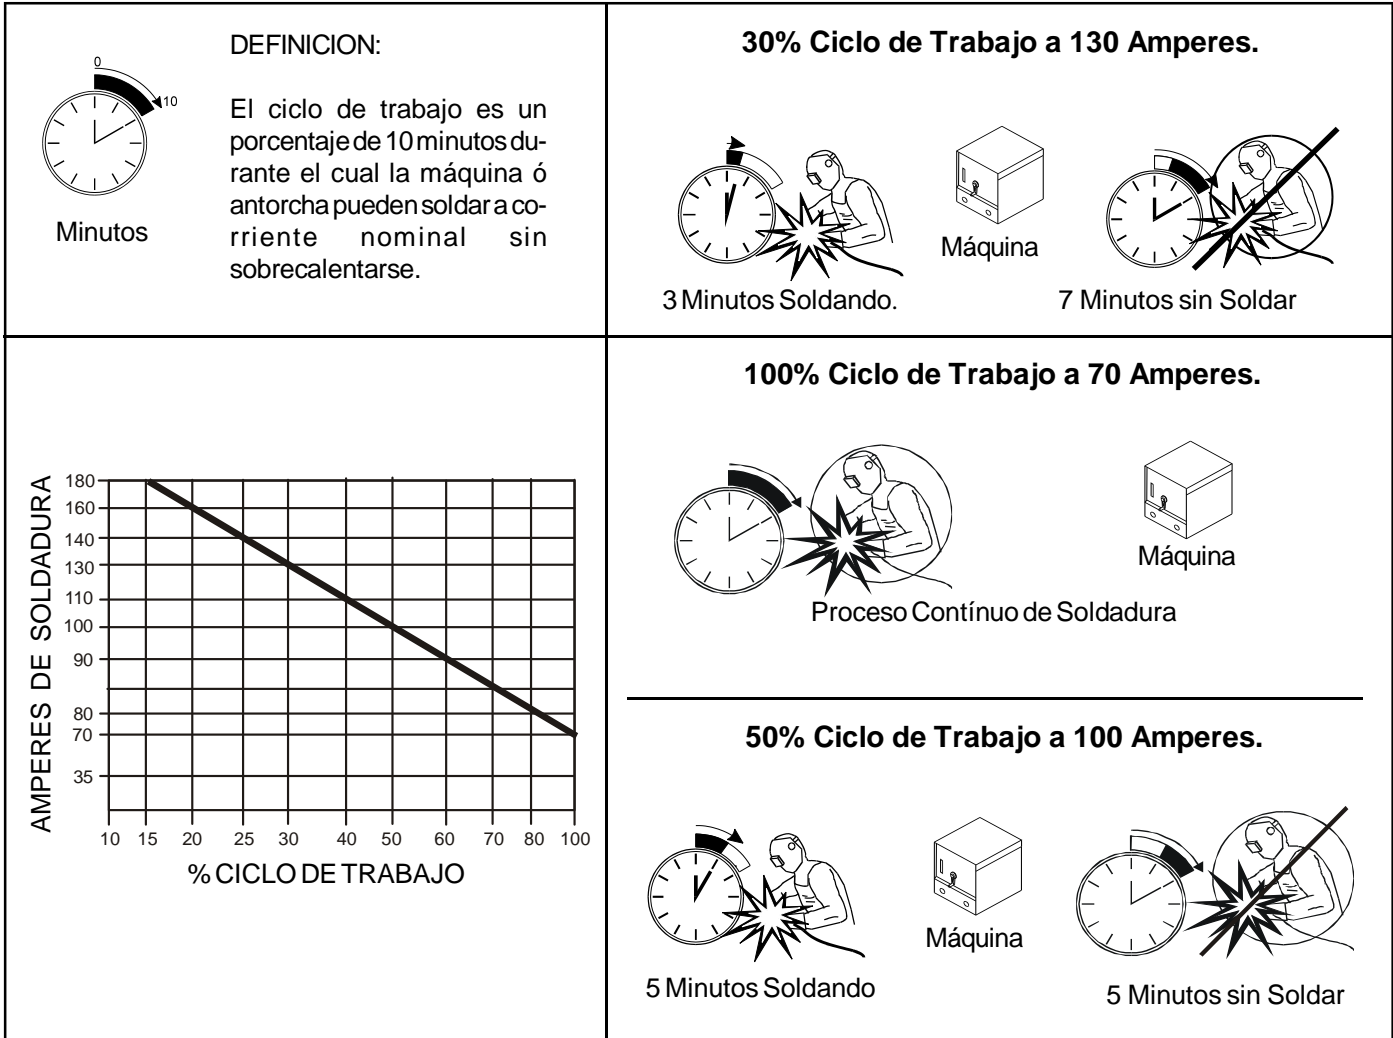 0
10
Minutos
DEFINICION:
El ciclo de trabajo es un
porcentaje de 10 minutos du-
rante el cual la máquina ó
antorcha pueden soldar a co-
rriente nominal sin
sobrecalentarse.
30% Ciclo de Trabajo a 130 Amperes.
Máquina
3 Minutos Soldando.
7 Minutos sin Soldar
AMPERES DE SOLDADURA
180
160
140
130
110
100
90
80
70
35
10 15 20 25 30 40 50 60 70 80 100
% CICLO DE TRABAJO
100% Ciclo de Trabajo a 70 Amperes.
Máquina
Proceso Contínuo de Soldadura
50% Ciclo de Trabajo a 100 Amperes.
Máquina
5 Minutos Soldando
5 Minutos sin Soldar